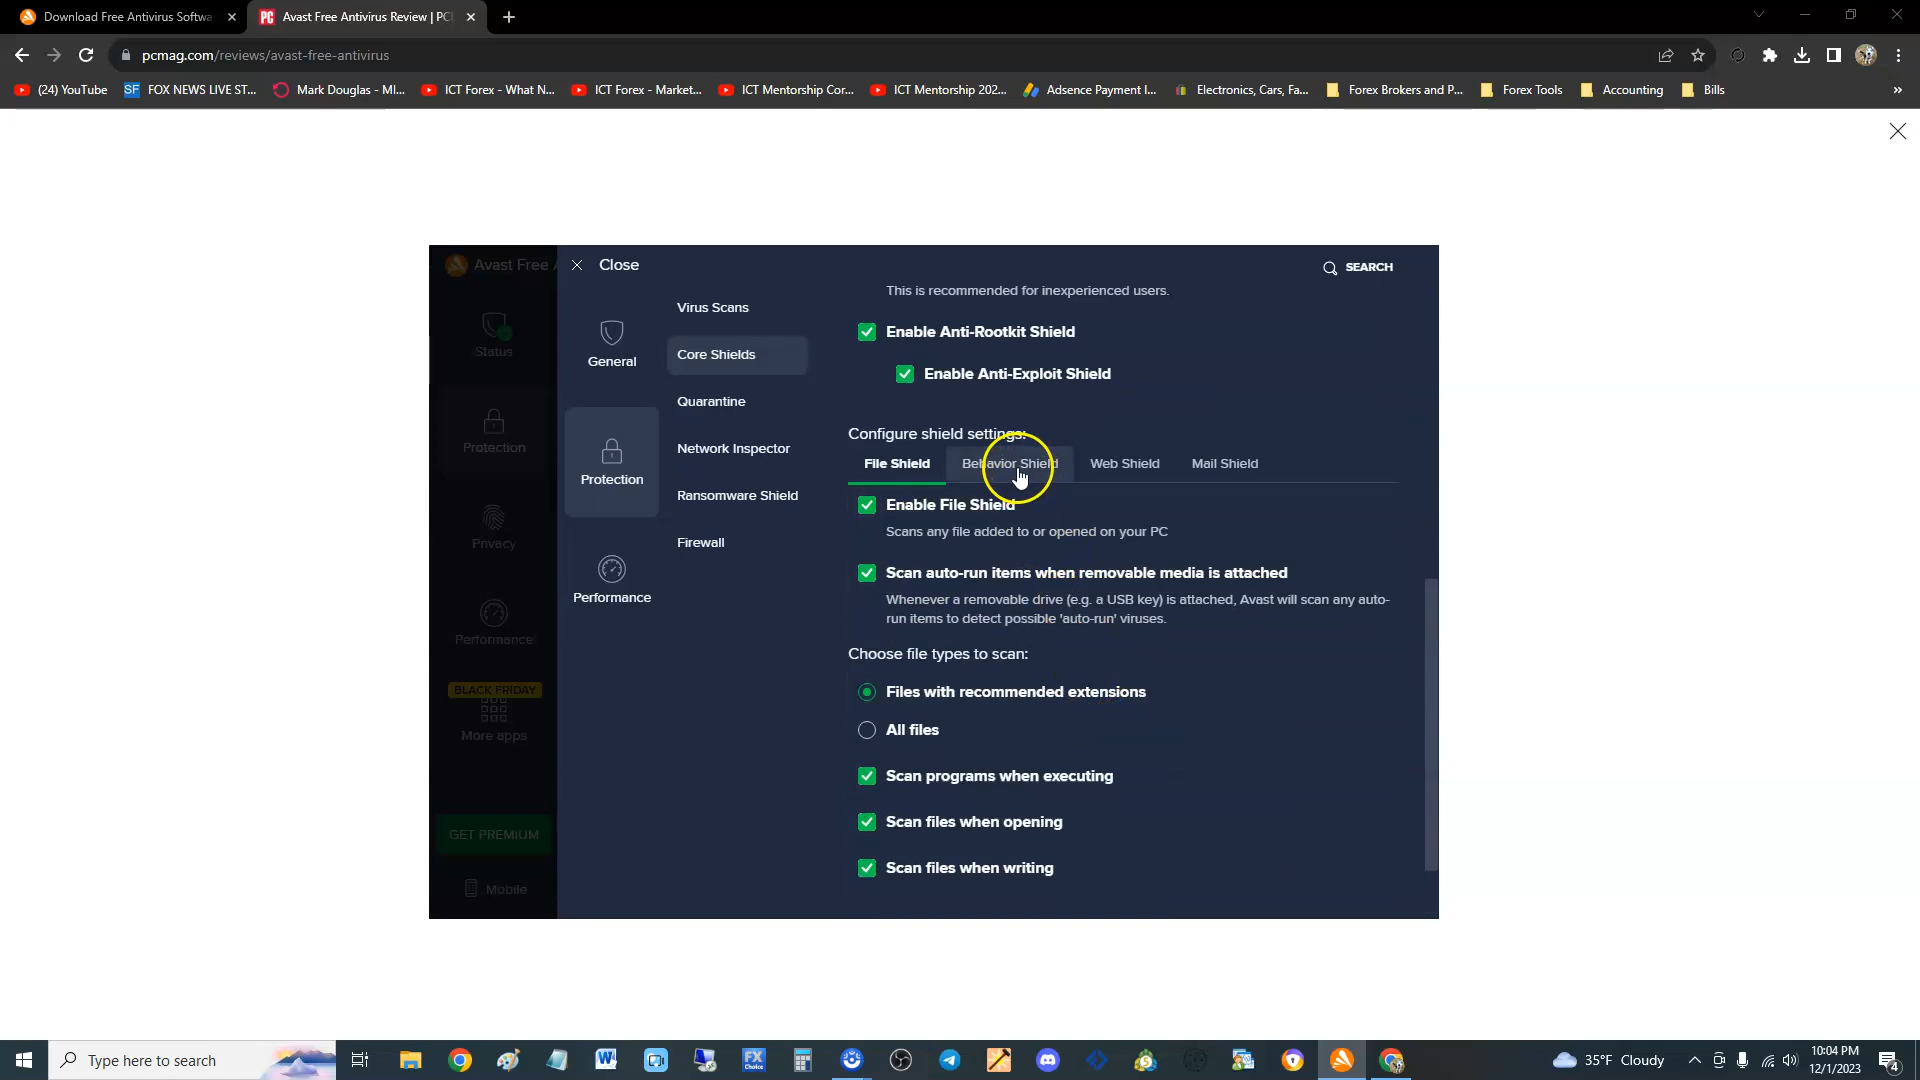 Download Free Antivirus Softwa
Avast Free Antivirus Review | PC
pcmag.com/reviews/avast-free-antivirus
(24) YouTube
SF FOX NEWS LIVE ST...
Mark Douglas - MI...
ICT Forex - What N...
ICT Forex - Market...
ICT Mentorship Cor...
ICT Mentorship 202...
Adsence Payment I...
Electronics, Cars, Fa...
Forex Brokers and P...
Forex Tools
Accounting
Bills
»
Avast Free A
Status
Protection
Privacy
Performance
BLACK FRIDAY
More apps
GET PREMIUM
Mobile
Close
SEARCH
General
Protection
Performance
Virus Scans
Core Shields
Quarantine
Network Inspector
Ransomware Shield
Firewall
This is recommended for inexperienced users.
Enable Anti-Rootkit Shield
Enable Anti-Exploit Shield
Configure shield settings:
File Shield Behavior Shield Web Shield Mail Shield
Enable File Shield
Scans any file added to or opened on your PC
Scan auto-run items when removable media is attached
Whenever a removable drive (e.g. a USB key) is attached, Avast will scan any auto-
run items to detect possible 'auto-run' viruses.
Choose file types to scan:
Files with recommended extensions
All files
Scan programs when executing
Scan files when opening
Scan files when writing
Type here to search
FX
Choice
35°F Cloudy
10:04 PM
12/1/2023
4